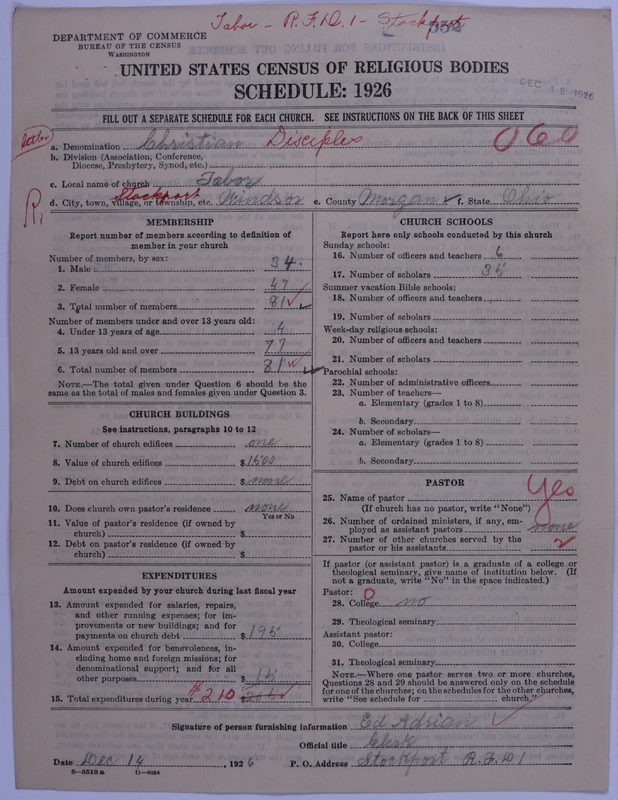 Tabor - R.F.D. 1 - Stockport
332
DEPARTMENT OF COMMERCE
BUREAU OF THE CENSUS
WASHINGTON
UNITED STATES CENSUS OF RELIGIOUS BODIES
SCHEDULE: 1926
DEC 18 1926
FILL OUT A SEPARATE SCHEDULE FOR EACH CHURCH. SEE INSTRUCTIONS ON THE BACK OF THIS SHEET
letter
a. Denomination Christian Disciples 060
b. Division (Association, Conference, Diocese, Presbytery, Synod, etc.)
c. Local name of church Tabor
Stockport
R,
d. City, town, village, or township, etc. Windsor e. County Morgan ✓ f. State Ohio
MEMBERSHIP
Report number of members according to definition of
member in your church
Number of members, by sex:
1. Male 34
2. Female 47
3. Total number of members 81 ✓
Number of members under and over 13 years old:
4. Under 13 years of age 4
5. 13 years old and over 77
6. Total number of members 81 ✓
NOTE.—The total given under Question 6 should be the
same as the total of males and females given under Question 3.
CHURCH BUILDINGS
See instructions, paragraphs 10 to 12
7. Number of church edifices one
8. Value of church edifices $1500
9. Debt on church edifices $ none
10. Does church own pastor's residence none
Yes or No
11. Value of pastor's residence (if owned by
church) $
12. Debt on pastor's residence (if owned by
church) $
EXPENDITURES
Amount expended by your church during last fiscal year
13. Amount expended for salaries, repairs,
and other running expenses; for im-
provements or new buildings; and for
payments on church debt $195
14. Amount expended for benevolences, in-
cluding home and foreign missions; for
denominational support; and for all
other purposes $ 15
15. Total expenditures during year $210
CHURCH SCHOOLS
Report here only schools conducted by this church
Sunday schools:
16. Number of officers and teachers 6
17. Number of scholars 35
Summer vacation Bible schools:
18. Number of officers and teachers
19. Number of scholars
Week-day religious schools:
20. Number of officers and teachers
21. Number of scholars
Parochial schools:
22. Number of administrative officers
23. Number of teachers—
a. Elementary (grades 1 to 8)
b. Secondary
24. Number of scholars—
a. Elementary (grades 1 to 8)
b. Secondary
PASTOR
25. Name of pastor Yes
(If church has no pastor, write "None")
26. Number of ordained ministers, if any, em-
ployed as assistant pastors none
27. Number of other churches served by the
pastor or his assistants 2
If pastor (or assistant pastor) is a graduate of a college or
theological seminary, give name of institution below. (If
not a graduate, write "No" in the space indicated.)
Pastor: 0
28. College no
29. Theological seminary
Assistant pastor:
30. College
31. Theological seminary
NOTE.—Where one pastor serves two or more churches,
Questions 28 and 29 should be answered only on the schedule
for one of the churches; on the schedules for the other churches,
write "See schedule for church."
Signature of person furnishing information Ed Adrian
Official title Clerk
Date Dec 14, 1926 P. O. Address Stockport R.F.D 1
8—5518a 11—9264